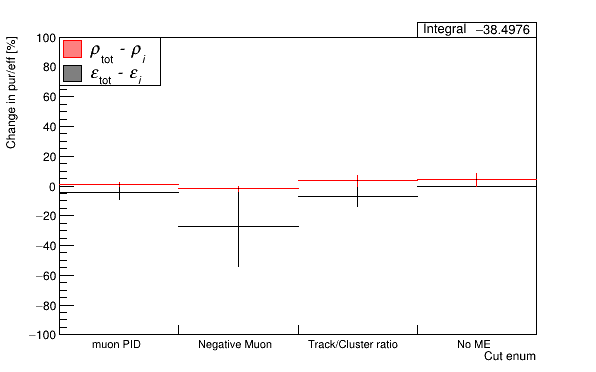 Integral −38.4976
Change in pur/eff [%]
ρtot - ρi
εtot - εi
100
80
60
40
20
0
−20
−40
−60
−80
−100
muon PID Negative Muon Track/Cluster ratio No ME
Cut enum